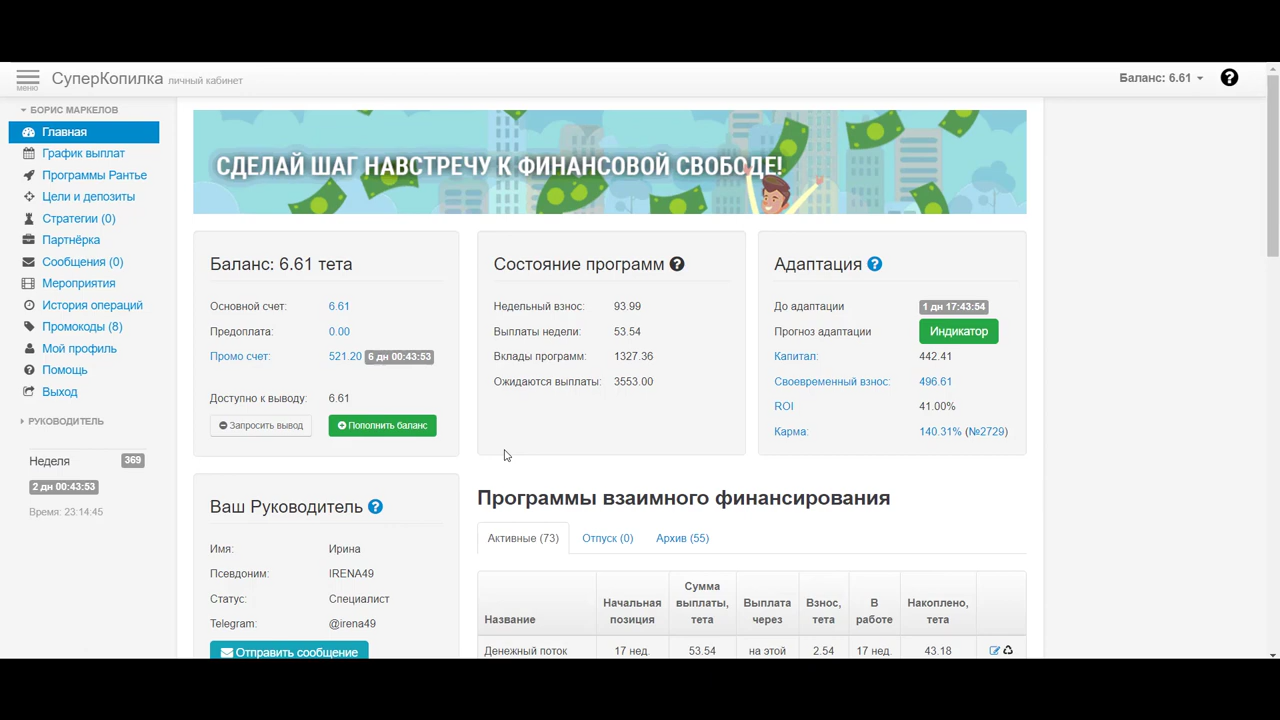 меню
СуперКопилка личный кабинет
Баланс: 6.61
БОРИС МАРКЕЛОВ
Главная
График выплат
Программы Рантье
Цели и депозиты
Стратегии (0)
Партнёрка
Сообщения (0)
Мероприятия
История операций
Промокоды (8)
Мой профиль
Помощь
Выход
РУКОВОДИТЕЛЬ
Неделя 369
2 дн 00:43:53
Время: 23:14:45
СДЕЛАЙ ШАГ НАВСТРЕЧУ К ФИНАНСОВОЙ СВОБОДЕ!
Баланс: 6.61 тета
Основной счет: 6.61
Предоплата: 0.00
Промо счет: 521.20 6 дн 00:43:53
Доступно к выводу: 6.61
Запросить вывод Пополнить баланс
Состояние программ ?
Недельный взнос: 93.99
Выплаты недели: 53.54
Вклады программ: 1327.36
Ожидаются выплаты: 3553.00
Адаптация ?
До адаптации 1 дн 17:43:54
Прогноз адаптации Индикатор
Капитал: 442.41
Своевременный взнос: 496.61
ROI 41.00%
Карма: 140.31% (№2729)
Ваш Руководитель ?
Имя: Ирина
Псевдоним: IRENA49
Статус: Специалист
Telegram: @irena49
Отправить сообщение
Программы взаимного финансирования
Активные (73) Отпуск (0) Архив (55)
Название Начальная позиция Сумма выплаты, тета Выплата через Взнос, тета В работе Накоплено, тета
Денежный поток 17 нед. 53.54 на этой 2.54 17 нед. 43.18